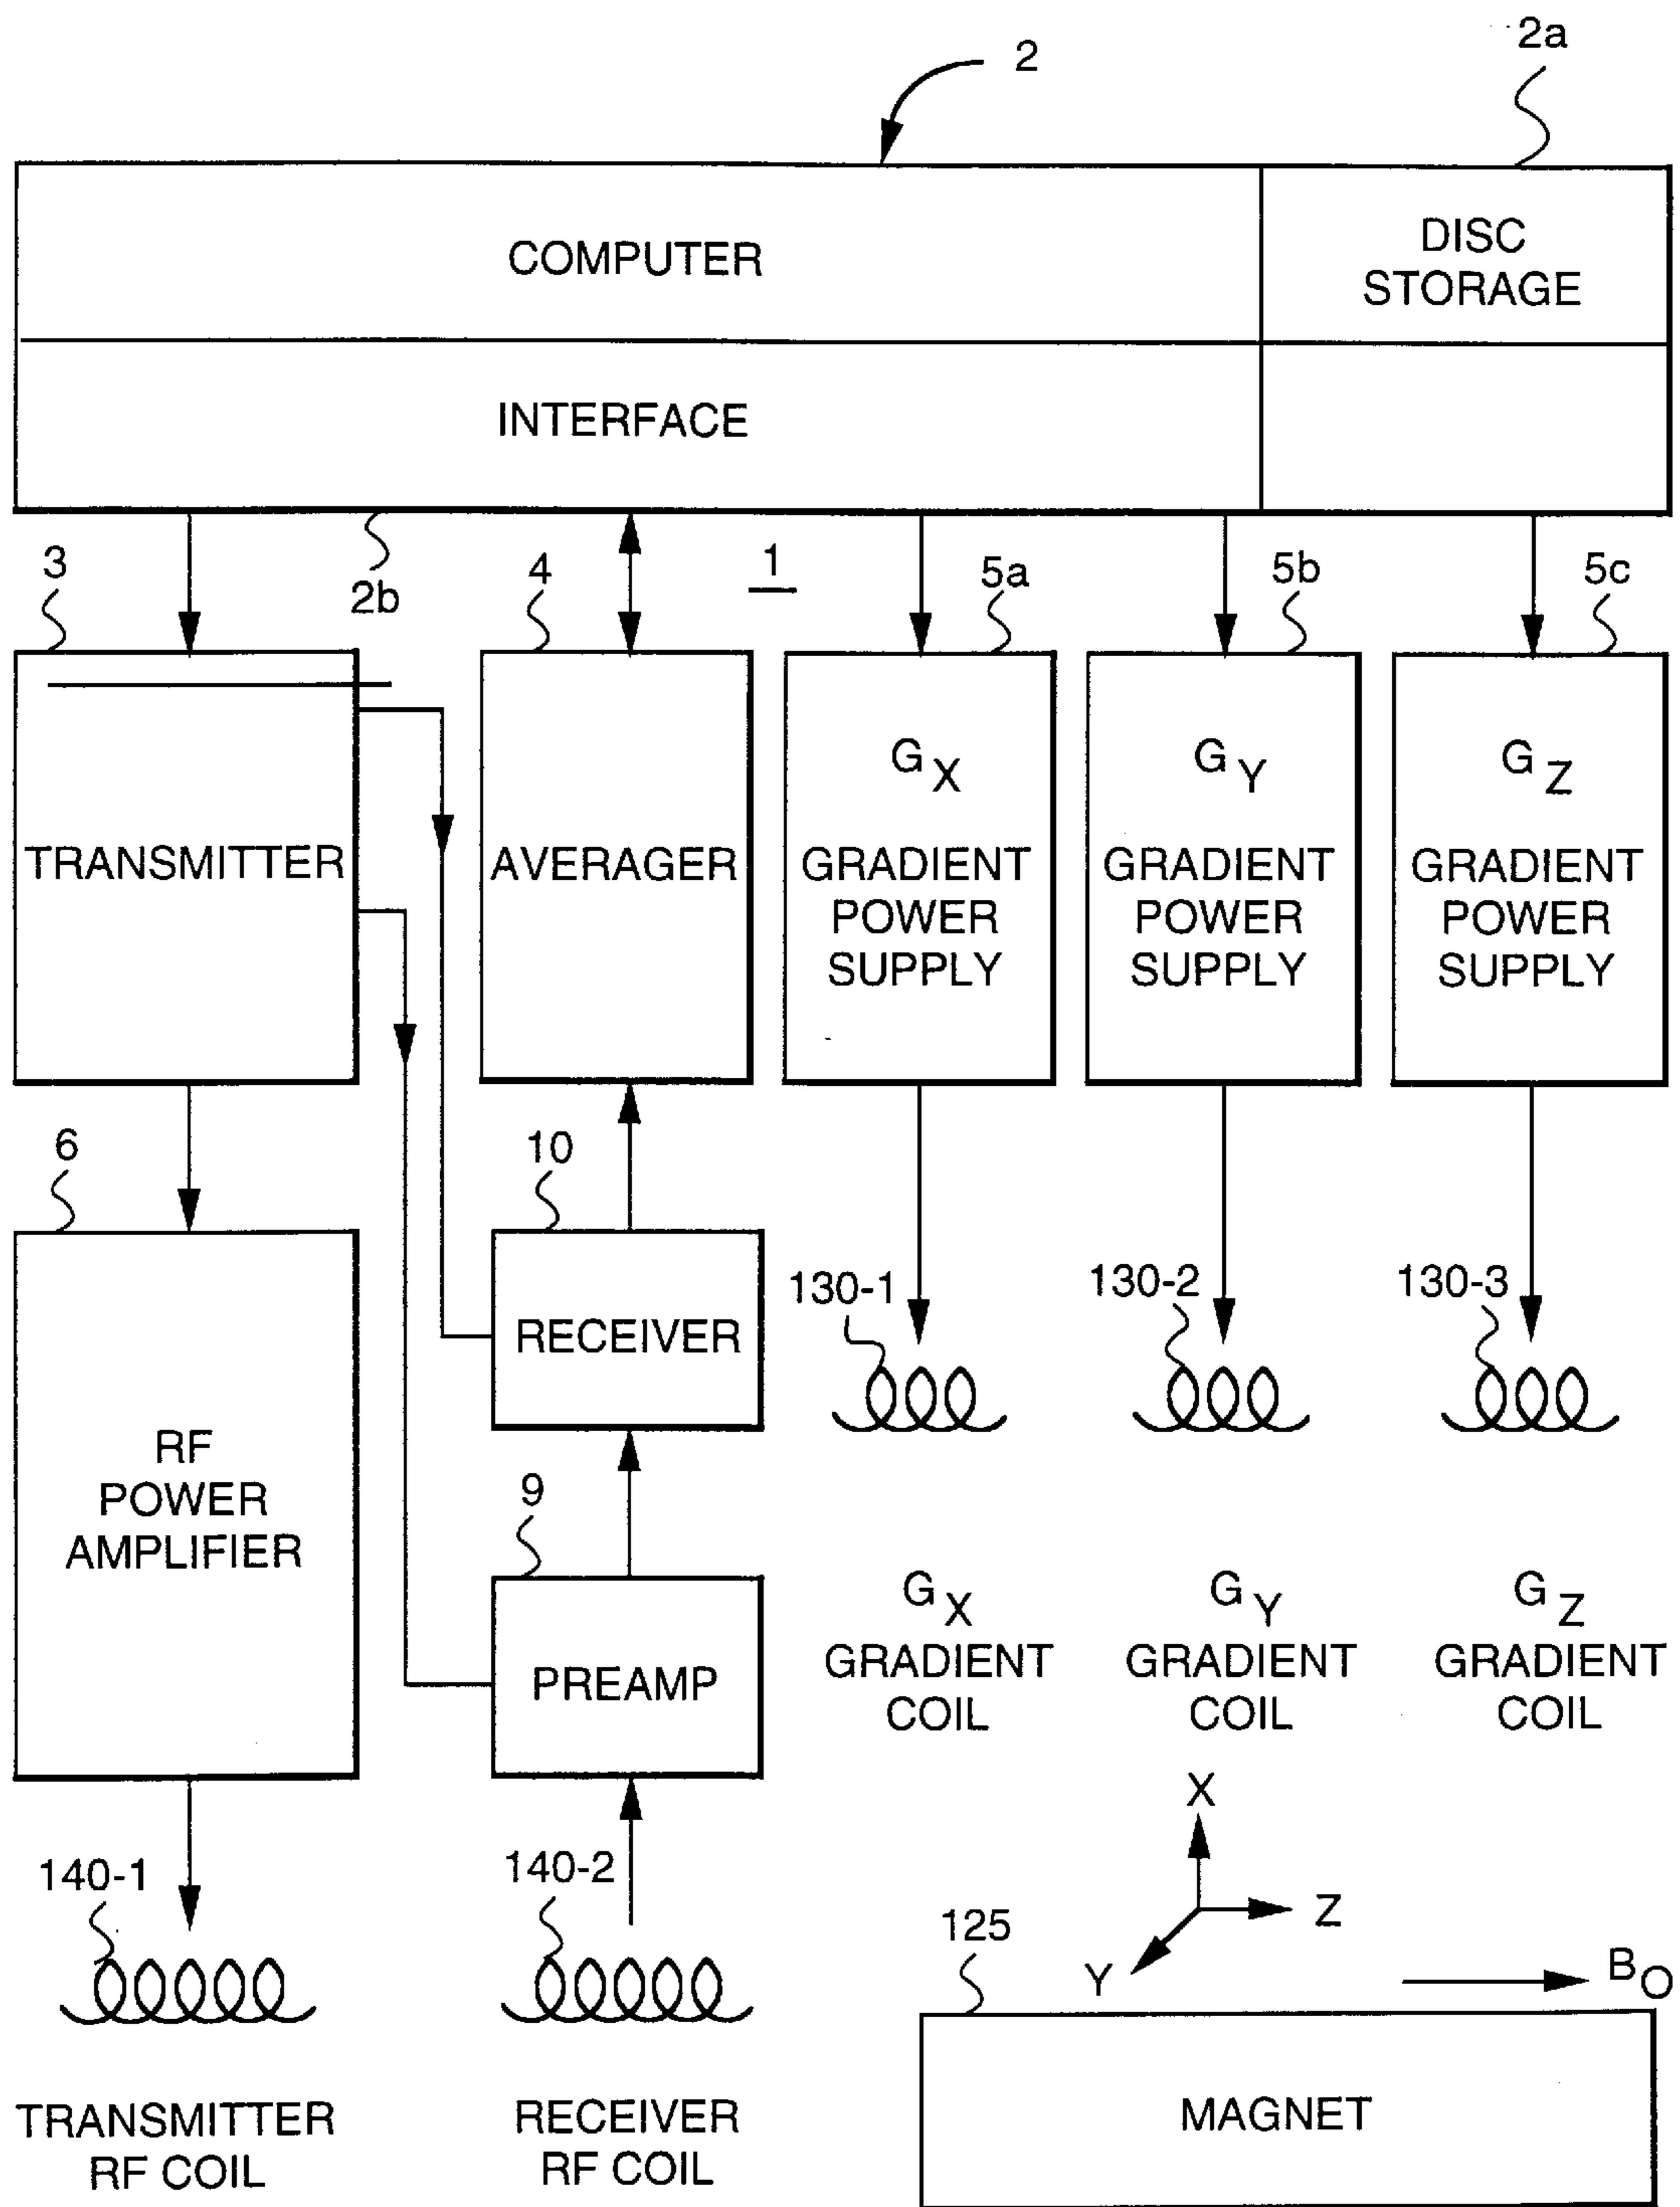 2
2a
COMPUTER
DISC
STORAGE
INTERFACE
3
2b
4
1
5a
5b
5c
TRANSMITTER
AVERAGER
GX
GRADIENT
POWER
SUPPLY
GY
GRADIENT
POWER
SUPPLY
GZ
GRADIENT
POWER
SUPPLY
6
10
130-1
130-2
130-3
RECEIVER
RF
POWER
AMPLIFIER
9
PREAMP
GX
GRADIENT
COIL
GY
GRADIENT
COIL
GZ
GRADIENT
COIL
140-1
140-2
X
Z
Y
125
BO
TRANSMITTER
RF COIL
RECEIVER
RF COIL
MAGNET